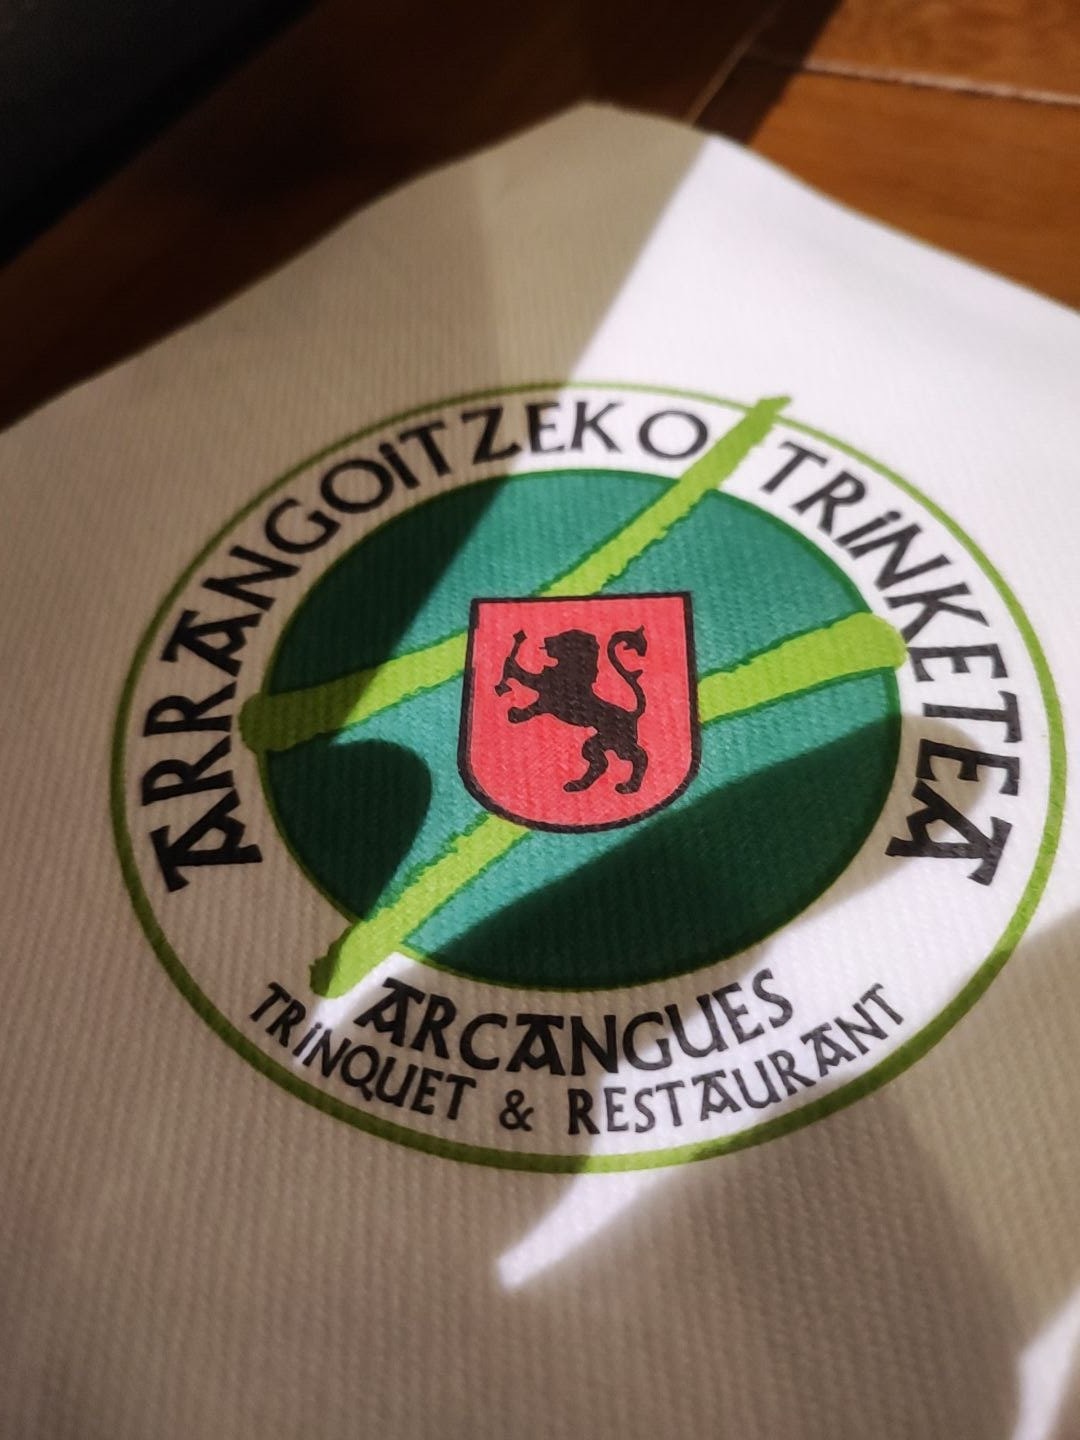 ARRANGOiTZEKO TRiNKETEA
ARCANGUES
TRiNQUET & RESTAURANT